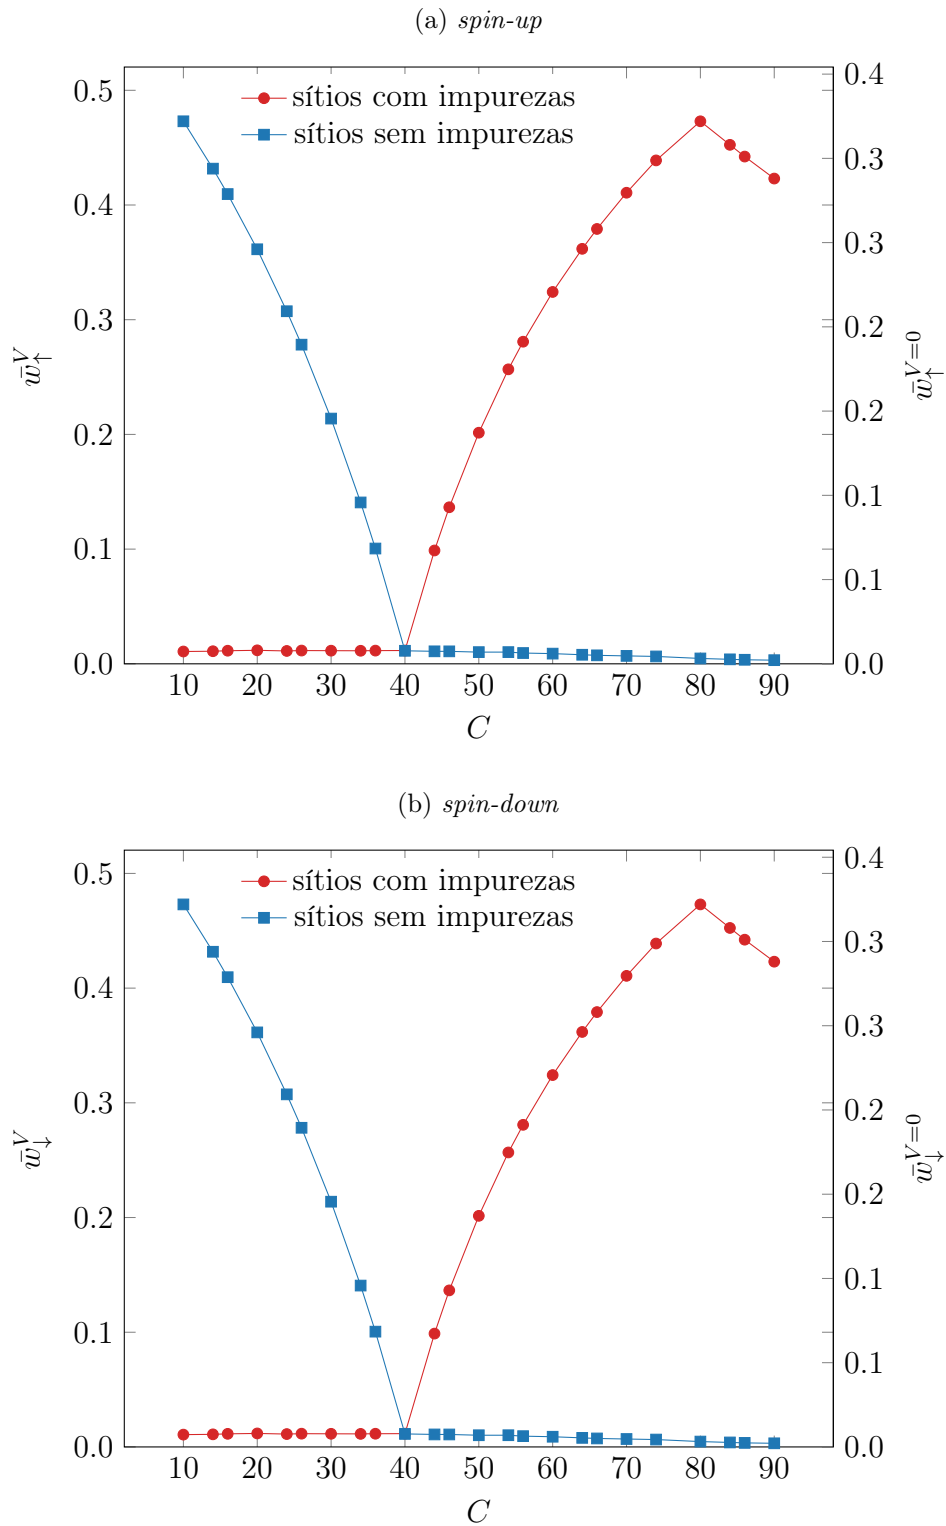 (a) spin-up
sítios com impurezas
sítios sem impurezas
0.5
0.4
0.3
0.2
0.1
0.0
w̄↑^V
0.4
0.3
0.3
0.2
0.2
0.1
0.1
0.0
w̄↑^V=0
10 20 30 40 50 60 70 80 90
C
(b) spin-down
sítios com impurezas
sítios sem impurezas
0.5
0.4
0.3
0.2
0.1
0.0
w̄↓^V
0.4
0.3
0.3
0.2
0.2
0.1
0.1
0.0
w̄↓^V=0
10 20 30 40 50 60 70 80 90
C